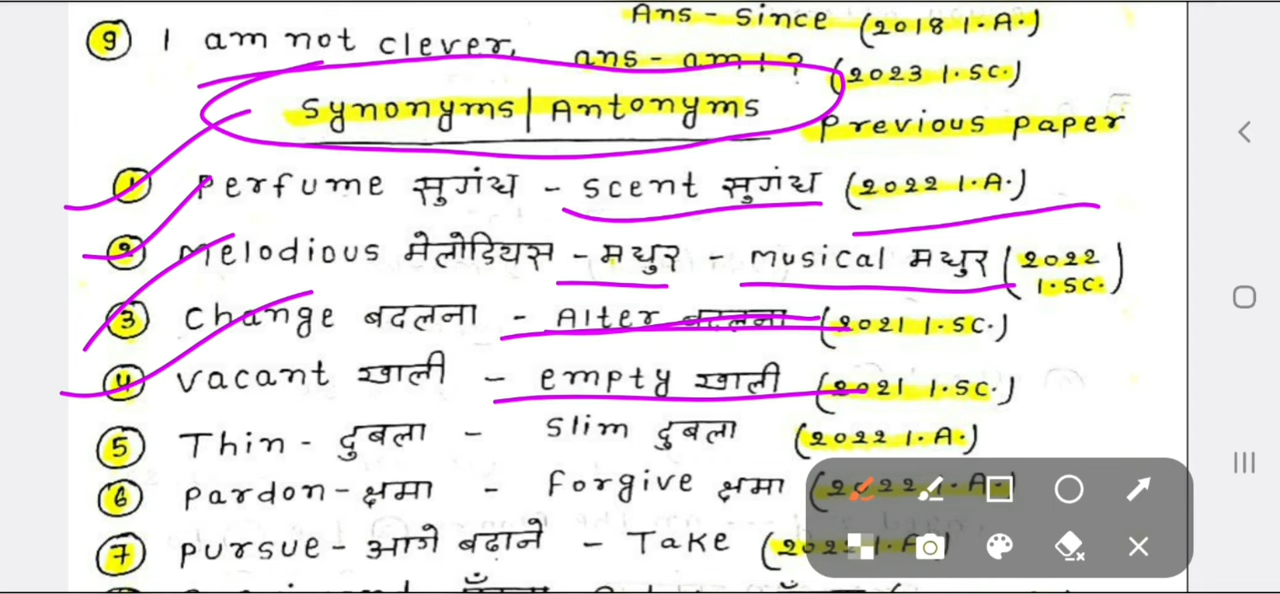 Ans - Since (2018 I.A.)
9 I am not clever, ans - am I ? (2023 I.SC.)
Synonyms | Antonyms Previous paper
1 Perfume सुगंध - Scent सुगंध (2022 I.A.)
2 Melodious मेलोडियस - मधुर - Musical मधुर (2022 I.SC.)
3 Change बदलना - Alter बदलना (2021 I.SC.)
4 Vacant खाली - empty खाली (2021 I.SC.)
5 Thin - दुबला - Slim दुबला (2022 I.A.)
6 Pardon - क्षमा - Forgive क्षमा (2022 I.A.)
7 Pursue - आगे बढाने - Take